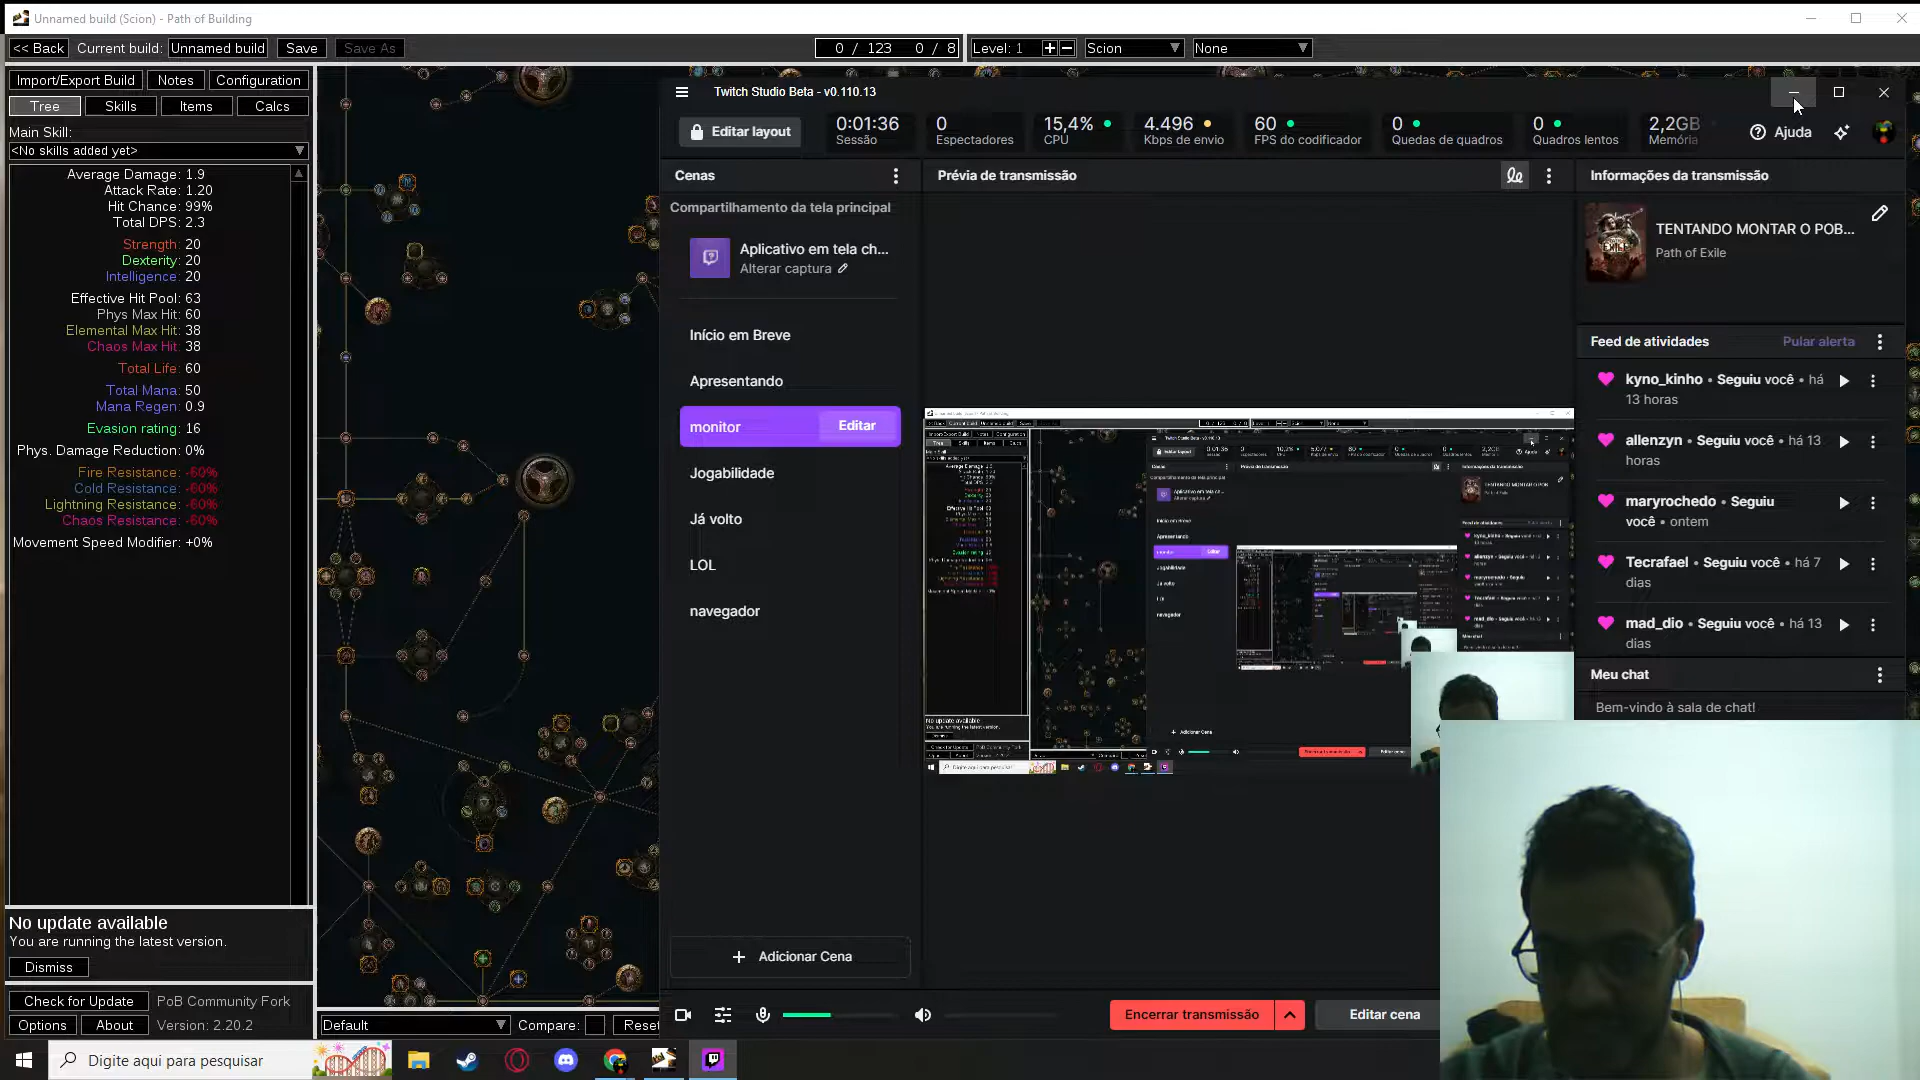 Unnamed build (Scion) - Path of Building
<< Back Current build: Unnamed build Save Save As 0 / 123 0 / 8 Level: 1 Scion None
Import/Export Build Notes Configuration
Tree Skills Items Calcs
Main Skill:
<No skills added yet>
Average Damage: 1.9
Attack Rate: 1.20
Hit Chance: 99%
Total DPS: 2.3
Strength: 20
Dexterity: 20
Intelligence: 20
Effective Hit Pool: 63
Phys Max Hit: 60
Elemental Max Hit: 38
Chaos Max Hit: 38
Total Life: 60
Total Mana: 50
Mana Regen: 0.9
Evasion rating: 16
Phys. Damage Reduction: 0%
Fire Resistance: -60%
Cold Resistance: -60%
Lightning Resistance: -60%
Chaos Resistance: -60%
Movement Speed Modifier: +0%
No update available
You are running the latest version.
Dismiss
Check for Update PoB Community Fork
Options About Version: 2.20.2
Default Compare: Reset
Twitch Studio Beta - v0.110.13
Editar layout
0:01:36
Sessão
0
Espectadores
15,4%
CPU
4.496
Kbps de envio
60
FPS do codificador
0
Quedas de quadros
0
Quadros lentos
2,2GB
Memória
Ajuda
Cenas
Compartilhamento da tela principal
Aplicativo em tela ch...
Alterar captura
Início em Breve
Apresentando
monitor Editar
Jogabilidade
Já volto
LOL
navegador
Adicionar Cena
Prévia de transmissão
Encerrar transmissão Editar cena
Informações da transmissão
TENTANDO MONTAR O POB...
Path of Exile
Feed de atividades Pular alerta
kyno_kinho • Seguiu você • há
13 horas
allenzyn • Seguiu você • há 13
horas
maryrochedo • Seguiu
você • ontem
Tecrafael • Seguiu você • há 7
dias
mad_dio • Seguiu você • há 13
dias
Meu chat
Bem-vindo à sala de chat!
Digite aqui para pesquisar